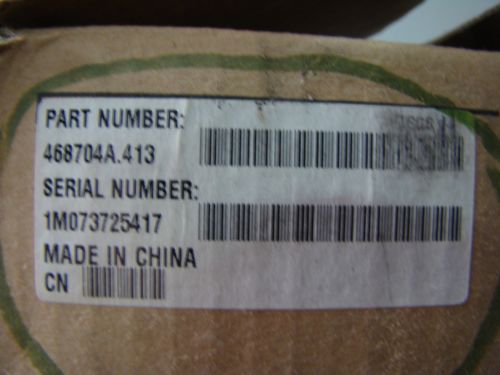 PART NUMBER:
468704A.413
SERIAL NUMBER:
1M073725417
MADE IN CHINA
CN